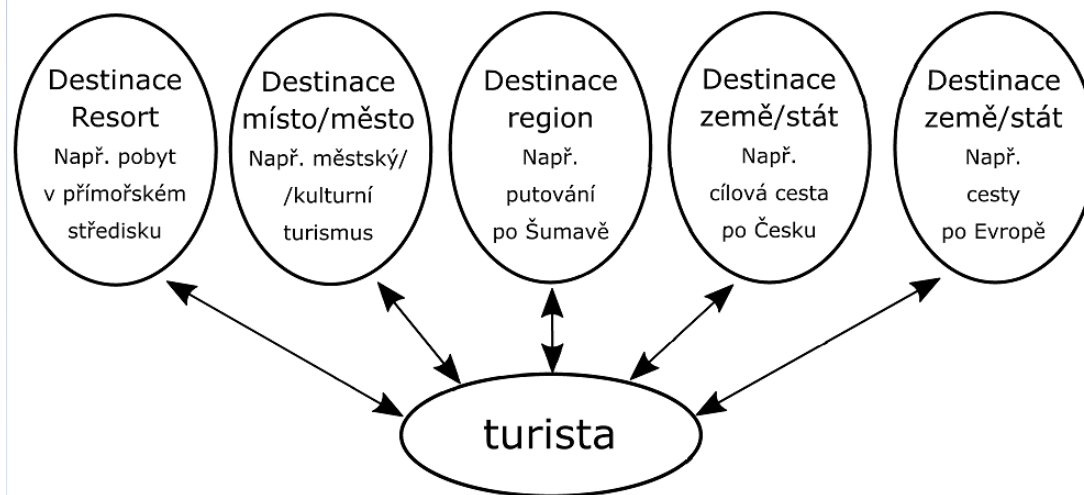 Destinace
Resort
Např. pobyt
v přímořském
středisku
Destinace
místo/město
Např. městský/
/kulturní
turismus
Destinace
region
Např.
putování
po Šumavě
Destinace
země/stát
Např.
cílová cesta
po Česku
Destinace
země/stát
Např.
cesty
po Evropě
turista